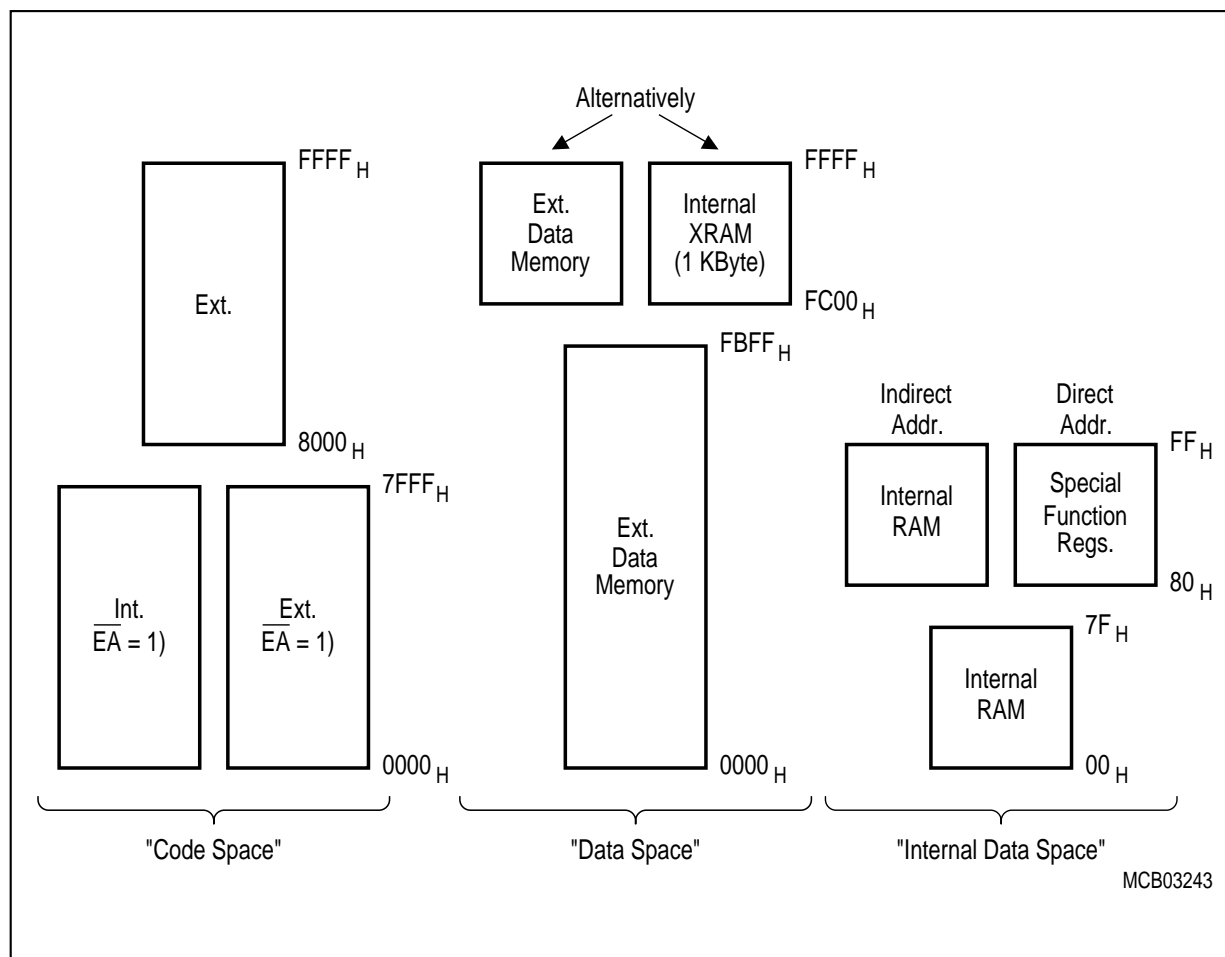 Alternatively
FFFF H
Ext.
8000 H
7FFF H
Int.
E̅A̅ = 1)
Ext.
E̅A̅ = 1)
0000 H
"Code Space"
Ext.
Data
Memory
Internal
XRAM
(1 KByte)
FFFF H
FC00 H
FBFF H
Ext.
Data
Memory
0000 H
"Data Space"
Indirect
Addr.
Direct
Addr.
FF H
Internal
RAM
Special
Function
Regs.
80 H
7F H
Internal
RAM
00 H
"Internal Data Space"
MCB03243